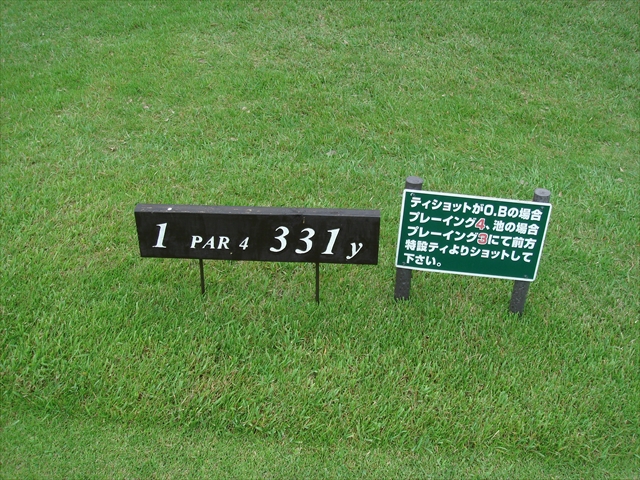 1 PAR 4 331y
ティショットがO.Bの場合
プレーイング4、池の場合
プレーイング3にて前方
特設ティよりショットして
下さい。